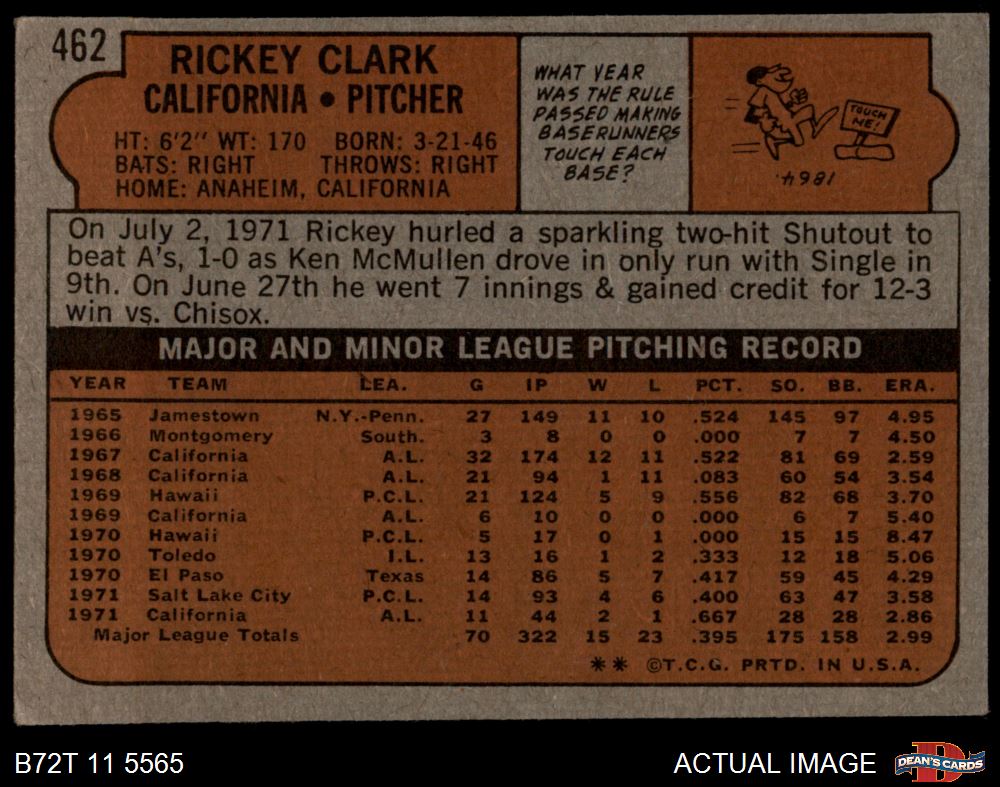 462
RICKEY CLARK
CALIFORNIA • PITCHER
HT: 6'2" WT: 170 BORN: 3-21-46
BATS: RIGHT THROWS: RIGHT
HOME: ANAHEIM, CALIFORNIA
WHAT YEAR
WAS THE RULE
PASSED MAKING
BASERUNNERS
TOUCH EACH
BASE?
TOUCH
ME!
1864.
On July 2, 1971 Rickey hurled a sparkling two-hit Shutout to
beat A's, 1-0 as Ken McMullen drove in only run with Single in
9th. On June 27th he went 7 innings & gained credit for 12-3
win vs. Chisox.
MAJOR AND MINOR LEAGUE PITCHING RECORD
YEAR TEAM LEA. G IP W L PCT. SO. BB. ERA.
1965 Jamestown N.Y.-Penn. 27 149 11 10 .524 145 97 4.95
1966 Montgomery South. 3 8 0 0 .000 7 7 4.50
1967 California A.L. 32 174 12 11 .522 81 69 2.59
1968 California A.L. 21 94 1 11 .083 60 54 3.54
1969 Hawaii P.C.L. 21 124 5 9 .556 82 68 3.70
1969 California A.L. 6 10 0 0 .000 6 7 5.40
1970 Hawaii P.C.L. 5 17 0 1 .000 15 15 8.47
1970 Toledo I.L. 13 16 1 2 .333 12 18 5.06
1970 El Paso Texas 14 86 5 7 .417 59 45 4.29
1971 Salt Lake City P.C.L. 14 93 4 6 .400 63 47 3.58
1971 California A.L. 11 44 2 1 .667 28 28 2.86
Major League Totals 70 322 15 23 .395 175 158 2.99
** ©T.C.G. PRTD. IN U.S.A.
B72T 11 5565
ACTUAL IMAGE
DEAN'S CARDS